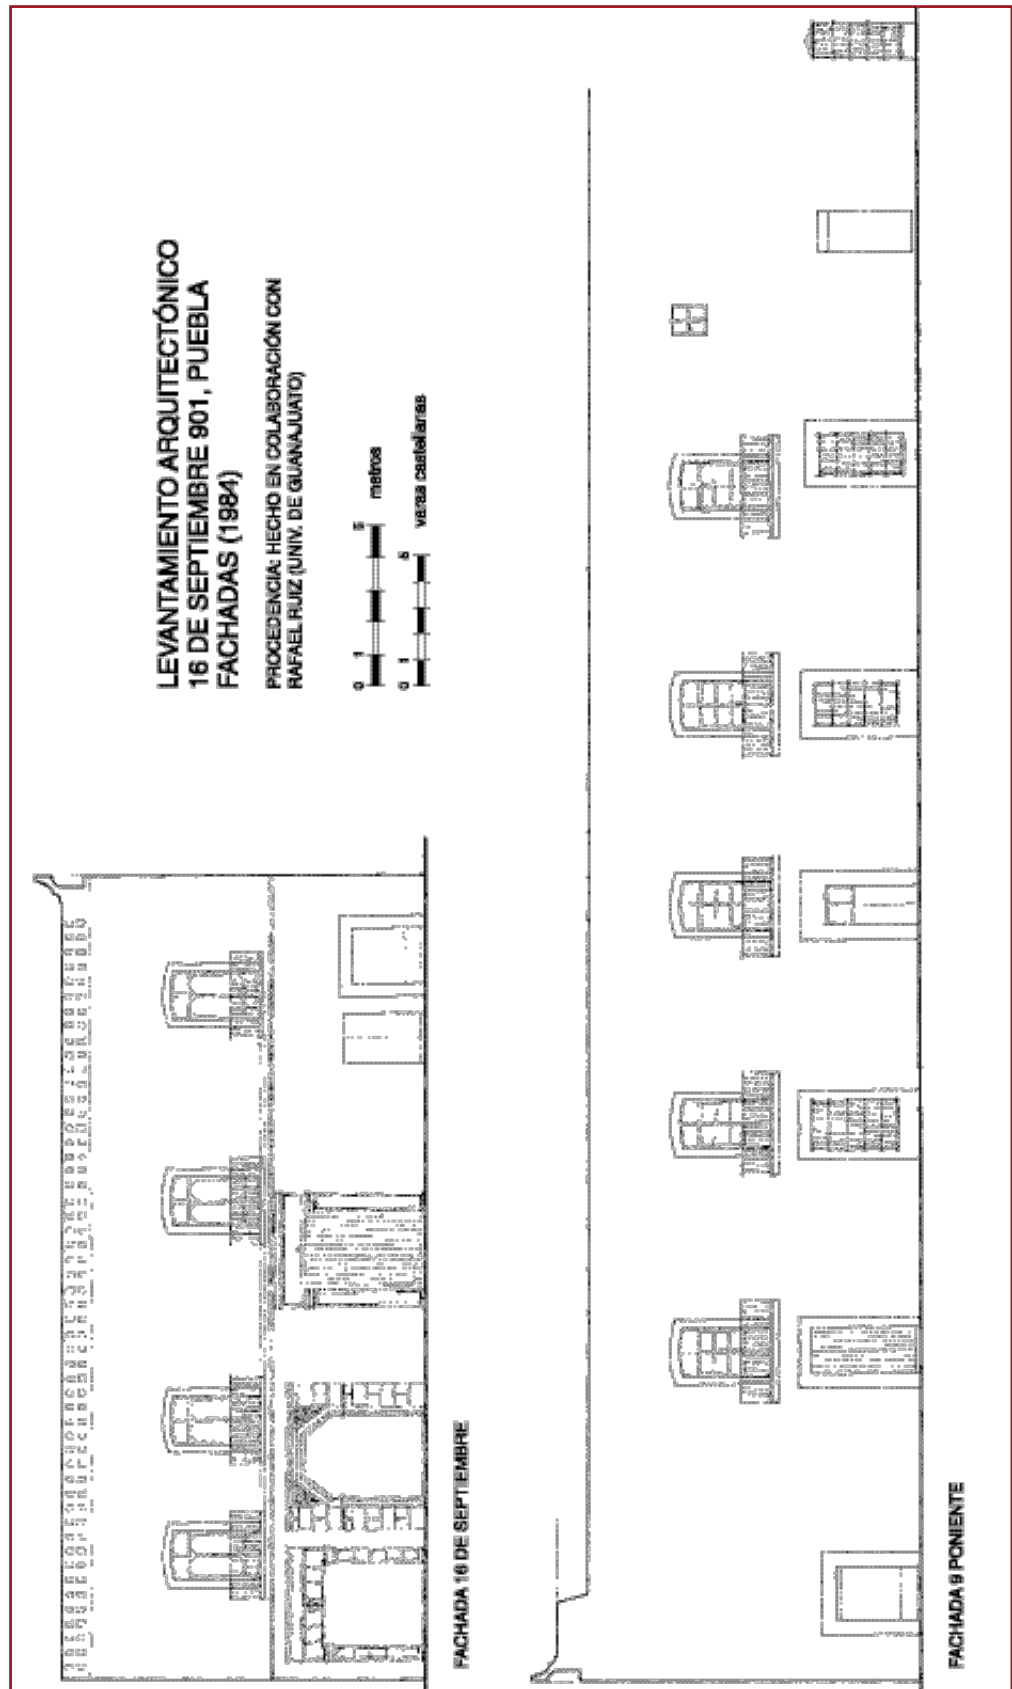 LEVANTAMIENTO ARQUITECTÓNICO
16 DE SEPTIEMBRE 901, PUEBLA
FACHADAS (1984)
PROCEDENCIA: HECHO EN COLABORACIÓN CON
RAFAEL RUIZ (UNIV. DE GUANAJUATO)
0 1 5 metros
0 1 5 varas castellanas
FACHADA 16 DE SEPTIEMBRE
FACHADA 9 PONIENTE